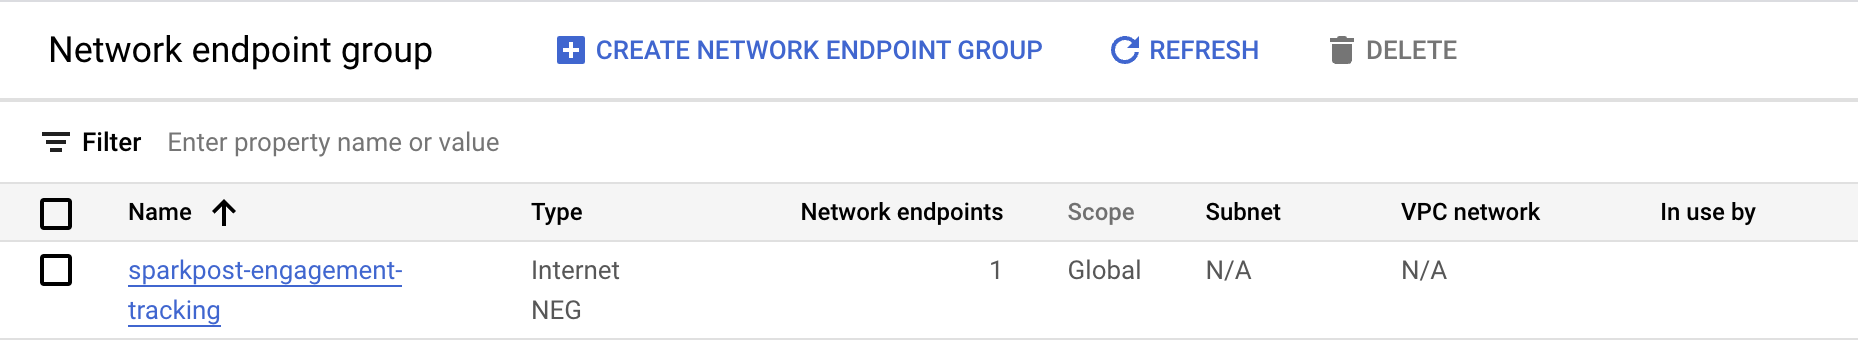 Network endpoint group CREATE NETWORK ENDPOINT GROUP REFRESH DELETE
Filter Enter property name or value
Name Type Network endpoints Scope Subnet VPC network In use by
sparkpost-engagement- Internet 1 Global N/A N/A
tracking NEG